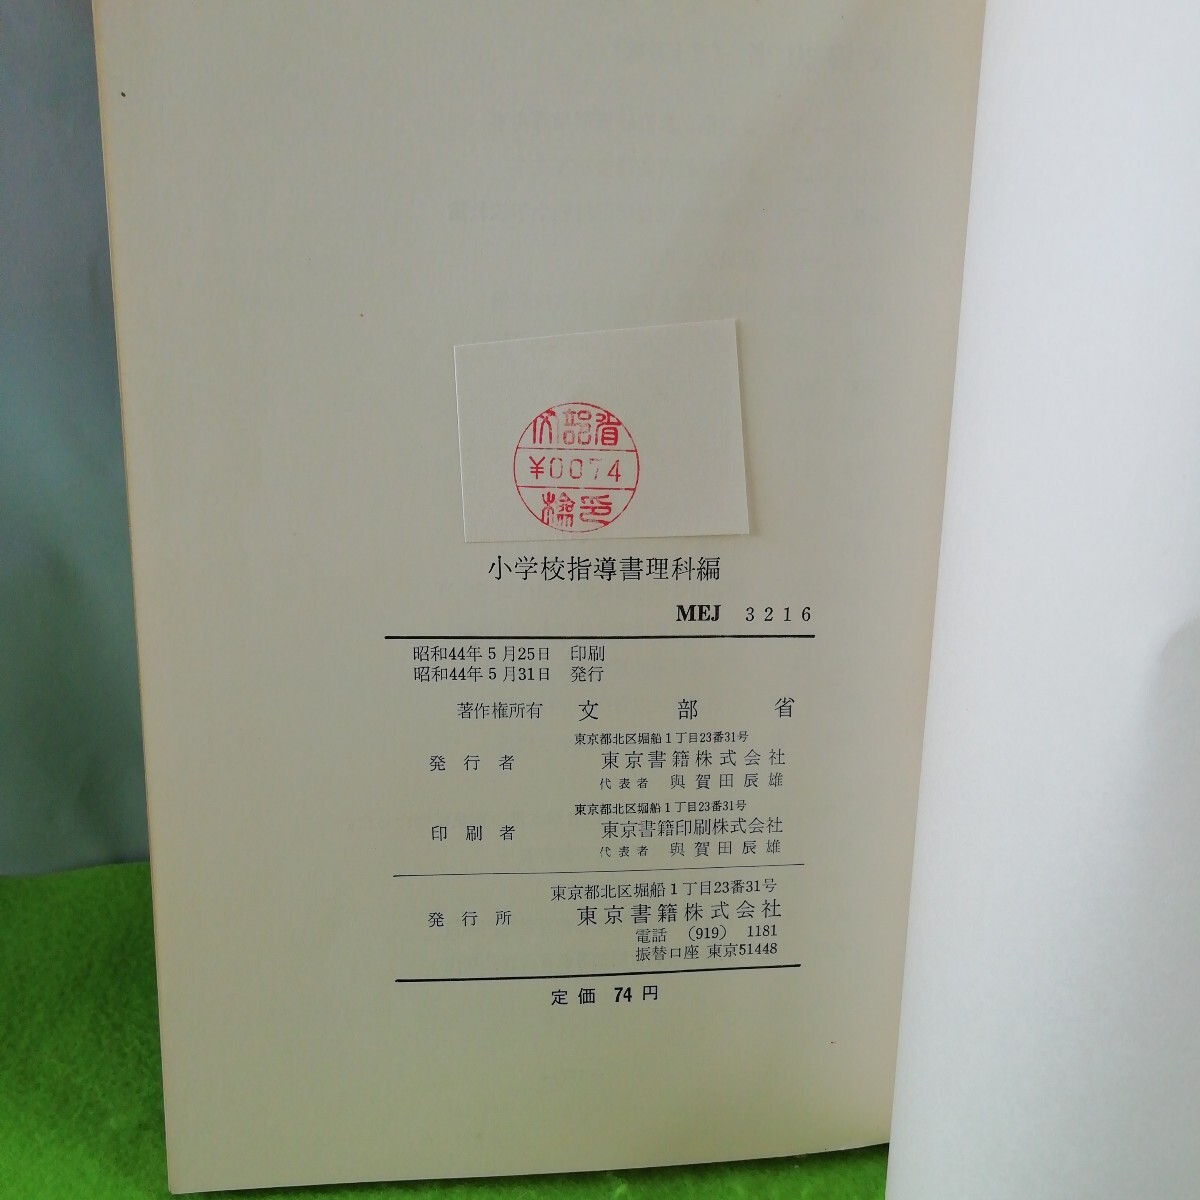 文部省
¥0074
検印
小学校指導書理科編
MEJ 3216
昭和44年5月25日 印刷
昭和44年5月31日 発行
著作権所有 文部省
東京都北区堀船1丁目23番31号
発行者 東京書籍株式会社
代表者 與賀田辰雄
東京都北区堀船1丁目23番31号
印刷者 東京書籍印刷株式会社
代表者 與賀田辰雄
東京都北区堀船1丁目23番31号
発行所 東京書籍株式会社
電話 (919) 1181
振替口座 東京51448
定価 74円